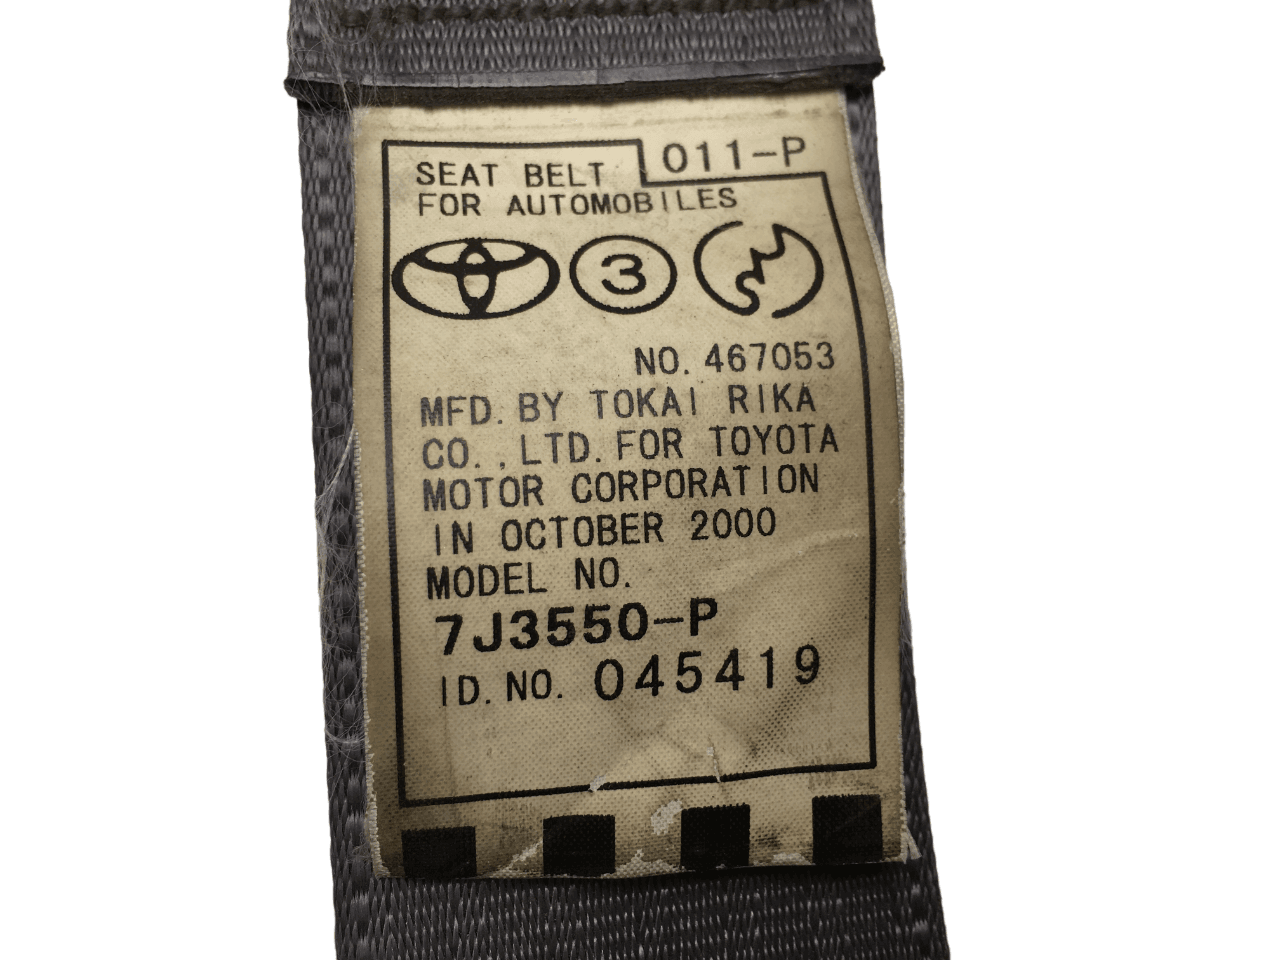 SEAT BELT 011-P
FOR AUTOMOBILES
3
NO. 467053
MFD. BY TOKAI RIKA
CO., LTD. FOR TOYOTA
MOTOR CORPORATION
IN OCTOBER 2000
MODEL NO.
7J3550-P
ID. NO. 045419